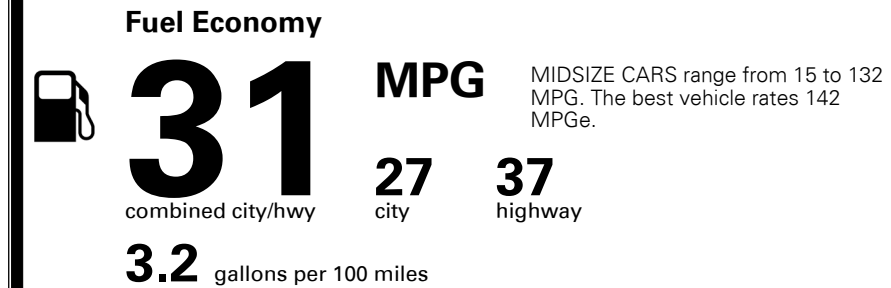 Fuel Economy
31 MPG
MIDSIZE CARS range from 15 to 132
MPG. The best vehicle rates 142
MPGe.
27 37
combined city/hwy city highway
3.2 gallons per 100 miles